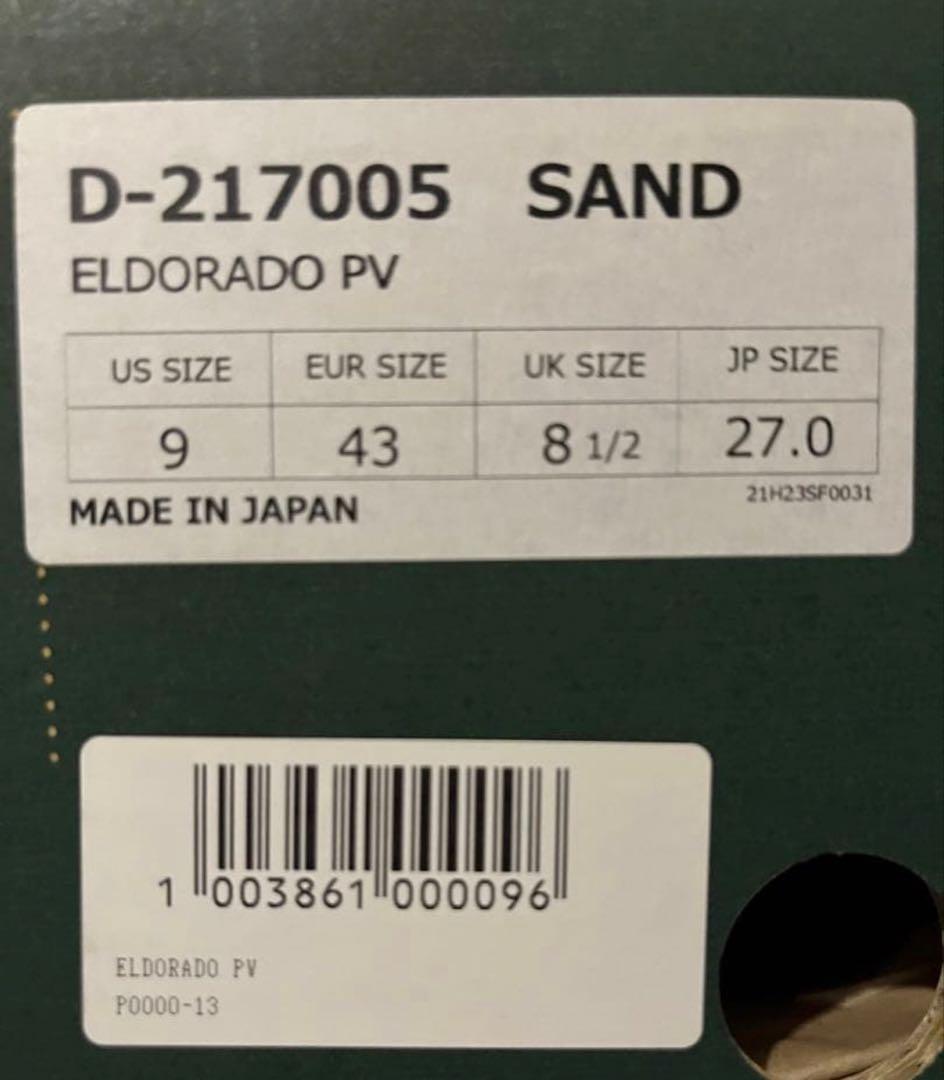 D-217005 SAND
ELDORADO PV
US SIZE EUR SIZE UK SIZE JP SIZE
9 43 8 1/2 27.0
MADE IN JAPAN 21H23SF0031
1 003861 000096
ELDORADO PV
P0000-13